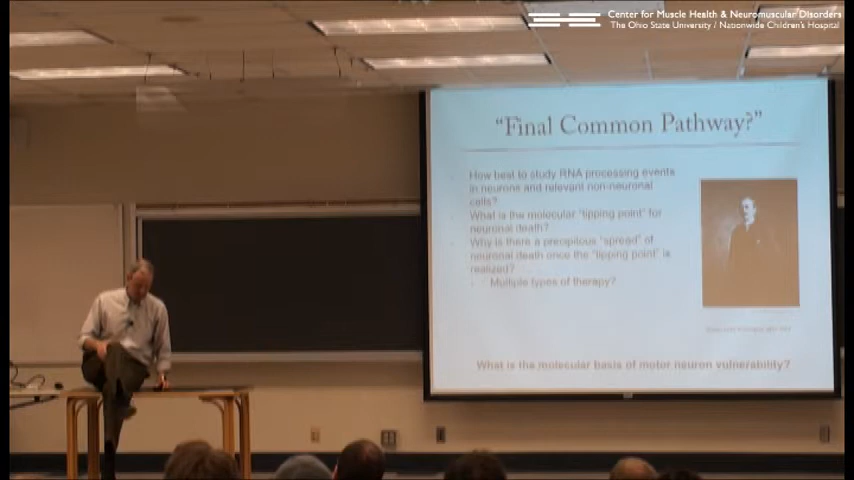 Center for Muscle Health & Neuromuscular Disorders
The Ohio State University / Nationwide Children's Hospital
“Final Common Pathway?”
How best to study RNA processing events
in neurons and relevant non-neuronal
cells?
What is the molecular “tipping point” for
neuronal death?
Why is there a precipitous “spread” of
neuronal death once the “tipping point” is
realized?
Multiple types of therapy?
What is the molecular basis of motor neuron vulnerability?